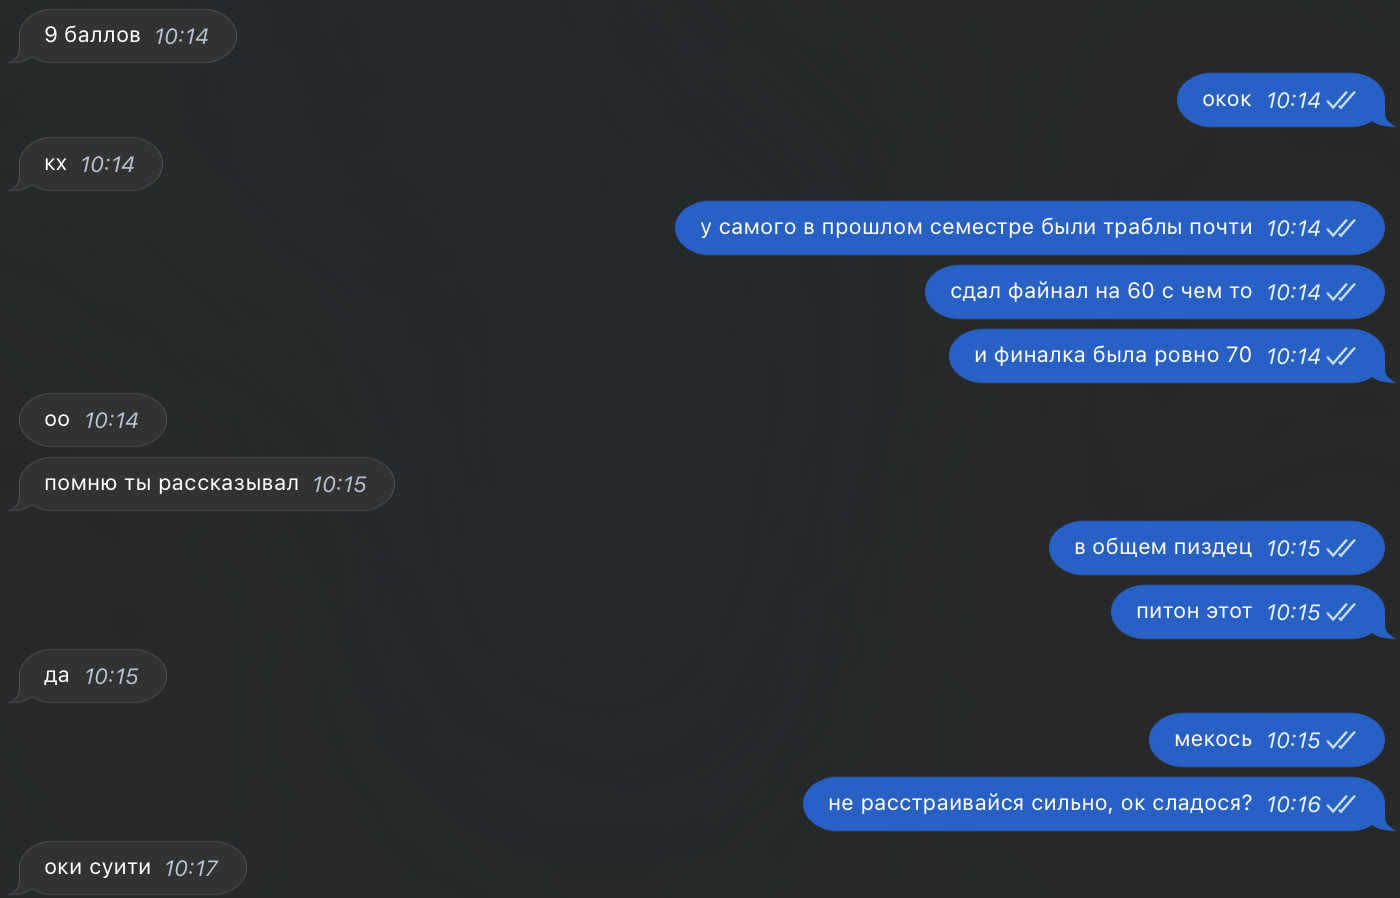 9 баллов 10:14
окок 10:14
кх 10:14
у самого в прошлом семестре были траблы почти 10:14
сдал файнал на 60 с чем то 10:14
и финалка была ровно 70 10:14
оо 10:14
помню ты рассказывал 10:15
в общем пиздец 10:15
питон этот 10:15
да 10:15
мекось 10:15
не расстраивайся сильно, ок сладося? 10:16
оки суити 10:17